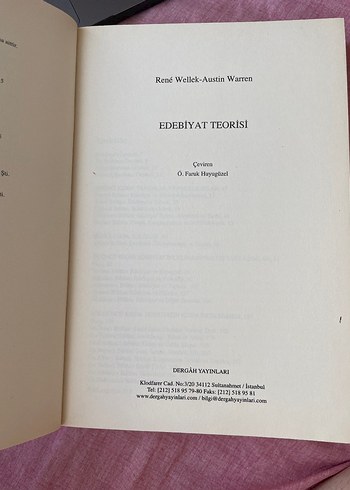 René Wellek-Austin Warren
EDEBİYAT TEORİSİ
Çeviren
Ö. Faruk Huyugüzel
DERGÂH YAYINLARI
Klodfarer Cad. No:3/20 34112 Sultanahmet / İstanbul
Tel: [212] 518 95 79-80 Faks: [212] 518 95 81
www.dergahyayinlari.com / bilgi@dergahyayinlari.com